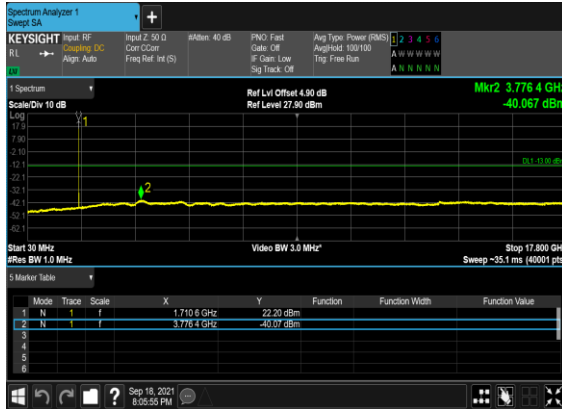 Spectrum Analyzer 1
Swept SA
+
KEYSIGHT Input: RF Input Z: 50 Ω #Atten: 40 dB PNO: Fast Avg Type: Power (RMS) 1 2 3 4 5 6
RL Coupling: DC Corr CCorr Gate: Off Avg|Hold: 100/100 A W W W W W
Align: Auto Freq Ref: Int (S) IF Gain: Low Trig: Free Run
LU Sig Track: Off A N N N N N
1 Spectrum Ref Lvl Offset 4.90 dB Mkr2 3.776 4 GHz
Scale/Div 10 dB Ref Level 27.90 dBm -40.067 dBm
Log
17.9
7.90
-2.10
-12.1
-22.1
-32.1
-42.1
-52.1
-62.1
1
DL1 -13.00 dBm
2
Start 30 MHz Video BW 3.0 MHz* Stop 17.800 GHz
#Res BW 1.0 MHz Sweep ~35.1 ms (40001 pts)
5 Marker Table
Mode Trace Scale X Y Function Function Width Function Value
1 N 1 f 1.710 6 GHz 22.20 dBm
2 N 1 f 3.776 4 GHz -40.07 dBm
3
4
5
6
? Sep 18, 2021
8:05:55 PM